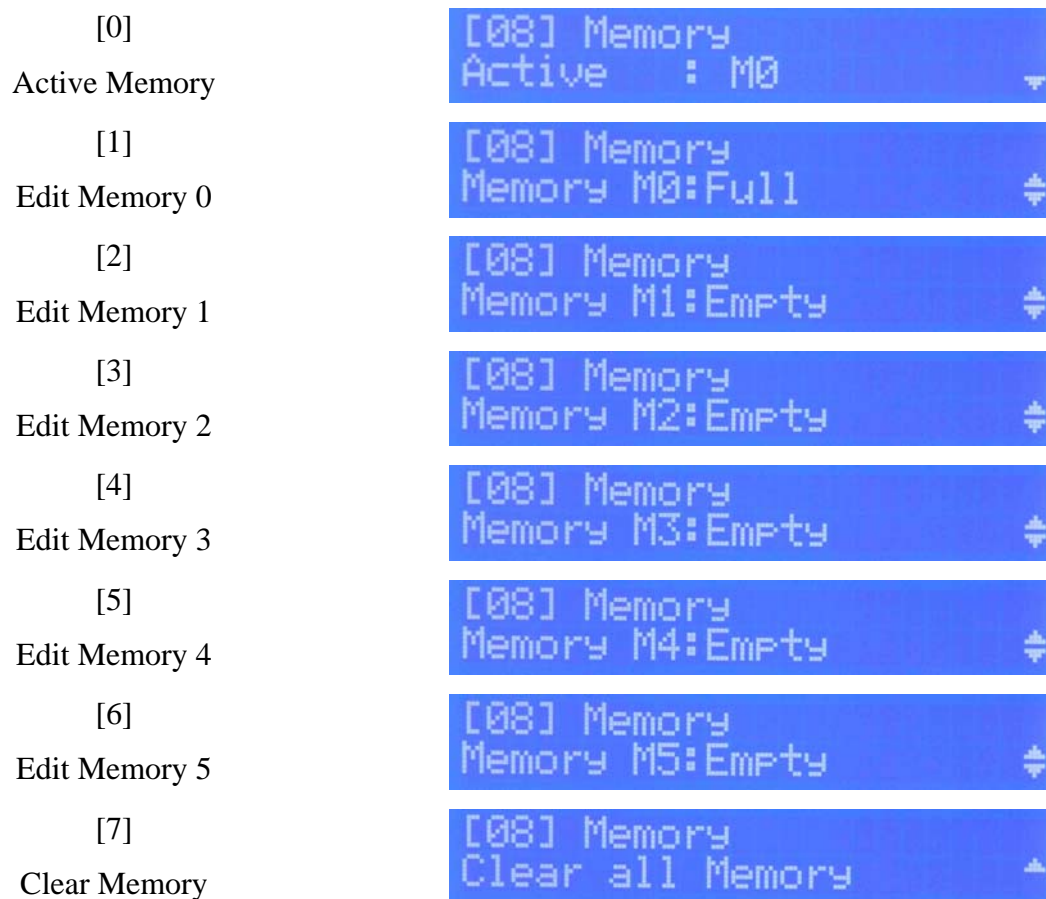 [0]
Active Memory
[08] Memory
Active : M0
[1]
Edit Memory 0
[08] Memory
Memory M0:Full
[2]
Edit Memory 1
[08] Memory
Memory M1:Empty
[3]
Edit Memory 2
[08] Memory
Memory M2:Empty
[4]
Edit Memory 3
[08] Memory
Memory M3:Empty
[5]
Edit Memory 4
[08] Memory
Memory M4:Empty
[6]
Edit Memory 5
[08] Memory
Memory M5:Empty
[7]
Clear Memory
[08] Memory
Clear all Memory